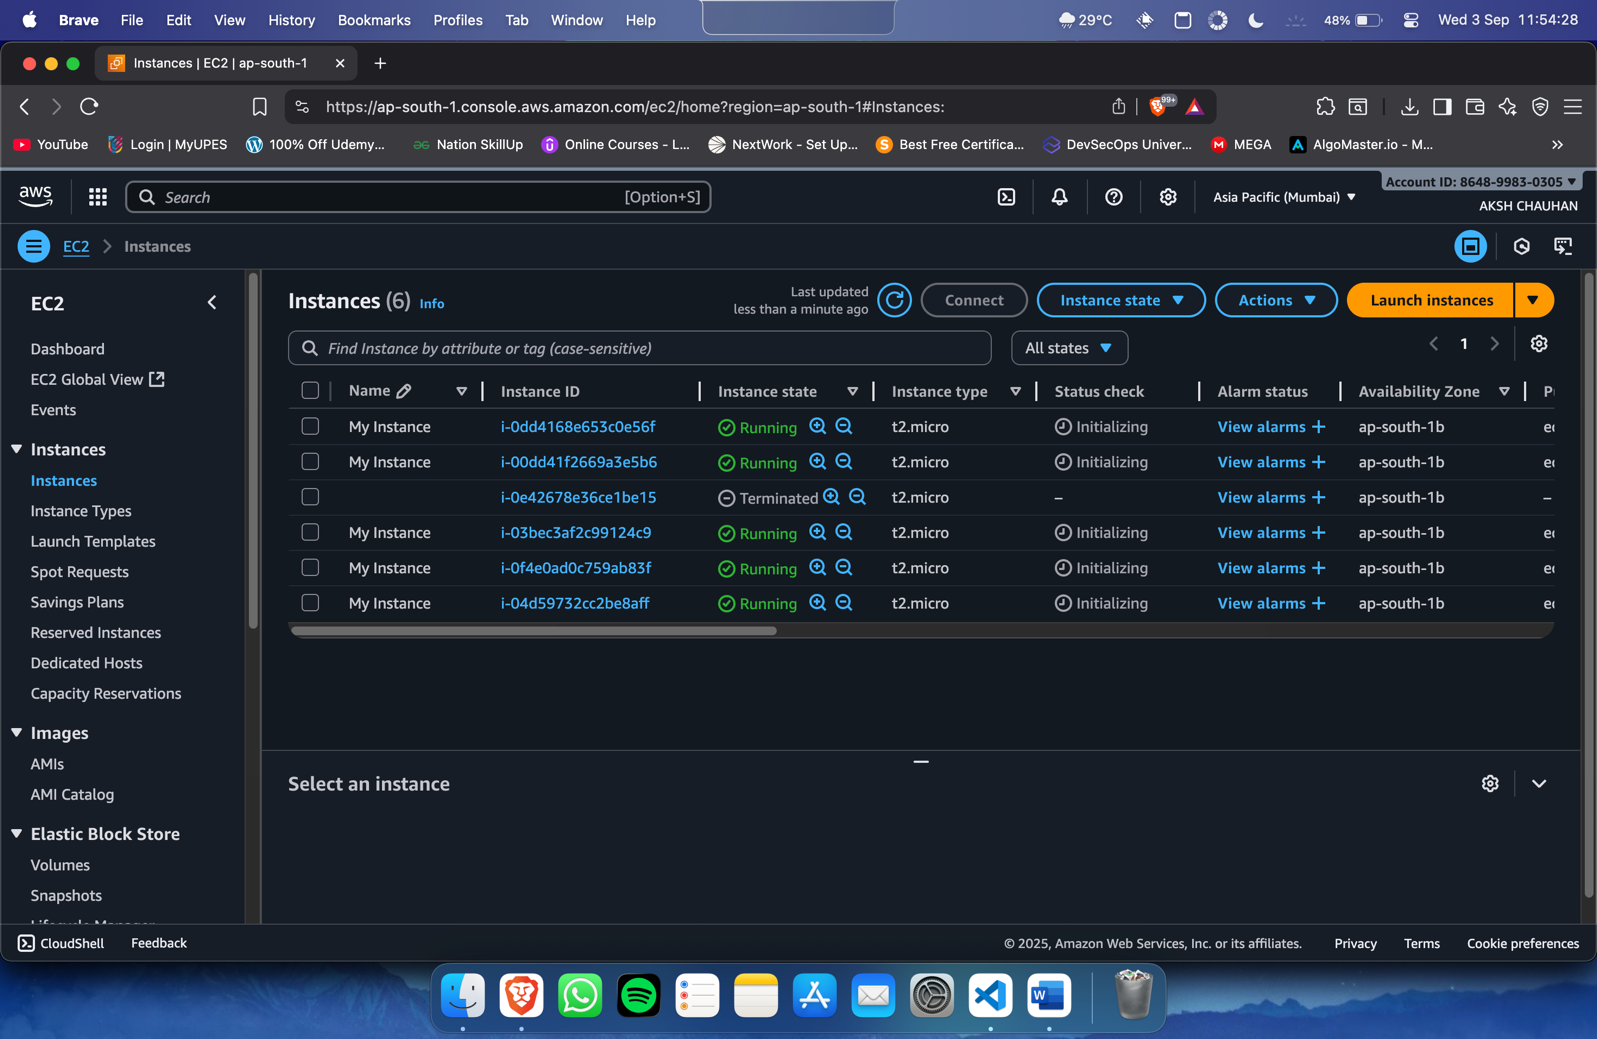 Brave File Edit View History Bookmarks Profiles Tab Window Help 29°C 48% Wed 3 Sep 11:54:28
Instances | EC2 | ap-south-1
https://ap-south-1.console.aws.amazon.com/ec2/home?region=ap-south-1#Instances: 99+
YouTube Login | MyUPES 100% Off Udemy... Nation SkillUp Online Courses - L... NextWork - Set Up... Best Free Certifica... DevSecOps Univer... MEGA AlgoMaster.io - M...
aws Search [Option+S] Asia Pacific (Mumbai) Account ID: 8648-9983-0305
AKSH CHAUHAN
EC2 Instances
EC2
Dashboard
EC2 Global View
Events
Instances
Instances
Instance Types
Launch Templates
Spot Requests
Savings Plans
Reserved Instances
Dedicated Hosts
Capacity Reservations
Images
AMIs
AMI Catalog
Elastic Block Store
Volumes
Snapshots
Lifecycle Manager
Instances (6) Info
Last updated
less than a minute ago
Connect Instance state Actions Launch instances
Find Instance by attribute or tag (case-sensitive) All states 1
Name Instance ID Instance state Instance type Status check Alarm status Availability Zone P
My Instance i-0dd4168e653c0e56f Running t2.micro Initializing View alarms + ap-south-1b ec
My Instance i-00dd41f2669a3e5b6 Running t2.micro Initializing View alarms + ap-south-1b ec
i-0e42678e36ce1be15 Terminated t2.micro – View alarms + ap-south-1b –
My Instance i-03bec3af2c99124c9 Running t2.micro Initializing View alarms + ap-south-1b ec
My Instance i-0f4e0ad0c759ab83f Running t2.micro Initializing View alarms + ap-south-1b ec
My Instance i-04d59732cc2be8aff Running t2.micro Initializing View alarms + ap-south-1b ec
Select an instance
CloudShell Feedback © 2025, Amazon Web Services, Inc. or its affiliates. Privacy Terms Cookie preferences
W